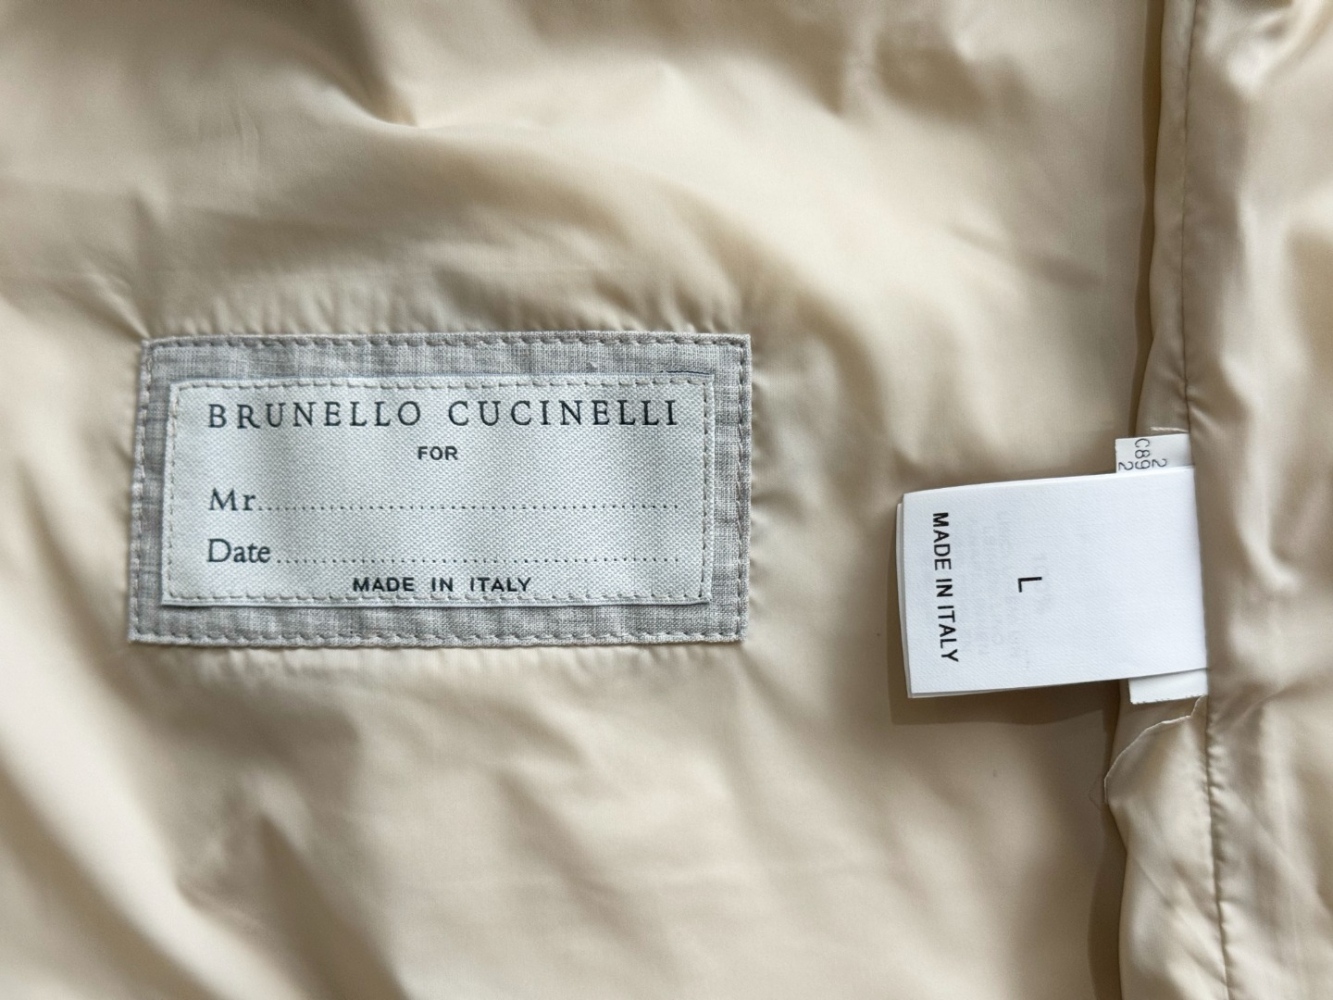 BRUNELLO CUCINELLI
FOR
Mr..................................................
Date..................................................
MADE IN ITALY
L
MADE IN ITALY